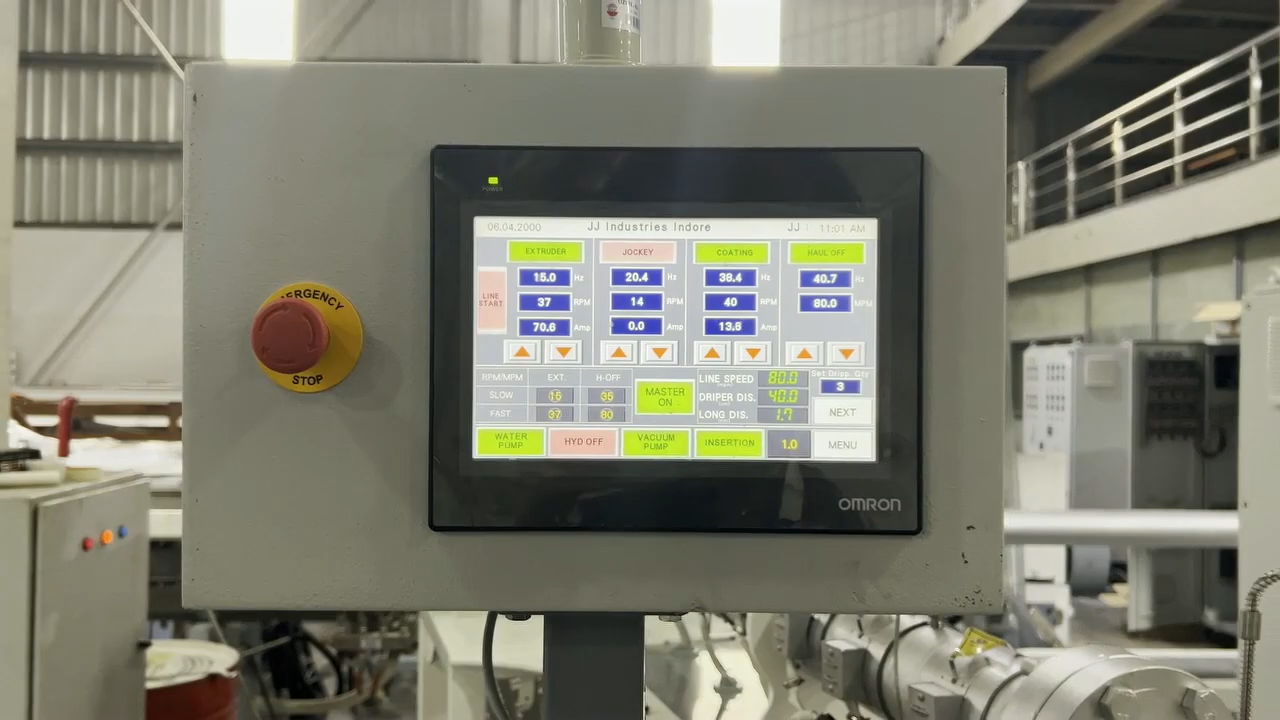 POWER
06.04.2000 JJ Industries Indore JJ 11:01 AM
EXTRUDER JOCKEY COATING HAUL OFF
15.0 Hz 20.4 Hz 38.4 Hz 40.7 Hz
LINE START
37 RPM 14 RPM 40 RPM 80.0 MPM
70.6 Amp 0.0 Amp 13.6 Amp
RPM/MPM EXT. H-OFF
SLOW 15 35
FAST 37 80
MASTER ON
LINE SPEED 80.0
DRIPER DIS. 40.0
LONG DIS. 1.7
Set Dripp. Qty
3
NEXT
WATER PUMP HYD OFF VACUUM PUMP INSERTION 1.0 MENU
OMRON
EMERGENCY
STOP